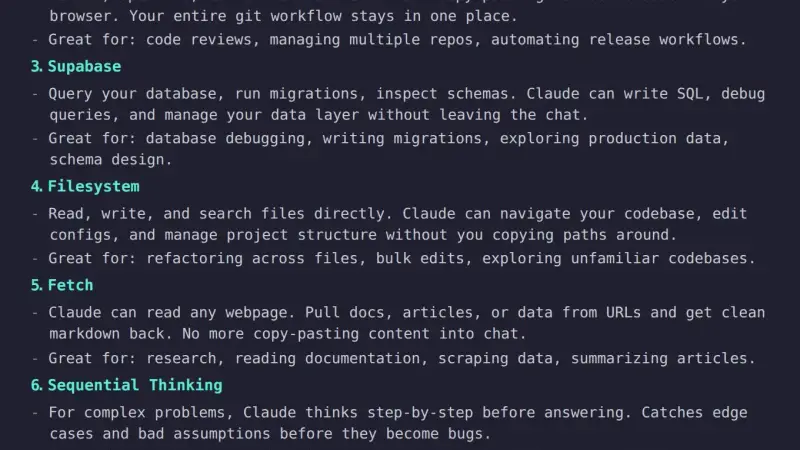 browser. Your entire git workflow stays in one place.
- Great for: code reviews, managing multiple repos, automating release workflows.
3. Supabase
- Query your database, run migrations, inspect schemas. Claude can write SQL, debug
queries, and manage your data layer without leaving the chat.
- Great for: database debugging, writing migrations, exploring production data,
schema design.
4. Filesystem
- Read, write, and search files directly. Claude can navigate your codebase, edit
configs, and manage project structure without you copying paths around.
- Great for: refactoring across files, bulk edits, exploring unfamiliar codebases.
5. Fetch
- Claude can read any webpage. Pull docs, articles, or data from URLs and get clean
markdown back. No more copy-pasting content into chat.
- Great for: research, reading documentation, scraping data, summarizing articles.
6. Sequential Thinking
- For complex problems, Claude thinks step-by-step before answering. Catches edge
cases and bad assumptions before they become bugs.